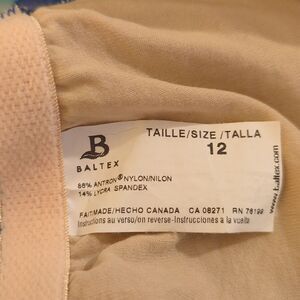 B
BALTEX
TAILLE/SIZE/TALLA
12
86% ANTRON® NYLON/NILON
14% LYCRA SPANDEX
FAIT/MADE/HECHO CANADA CA 08271 RN 76199
Instructions au verso/on reverse-Instrucciones a la vuelta
www.baltex.com